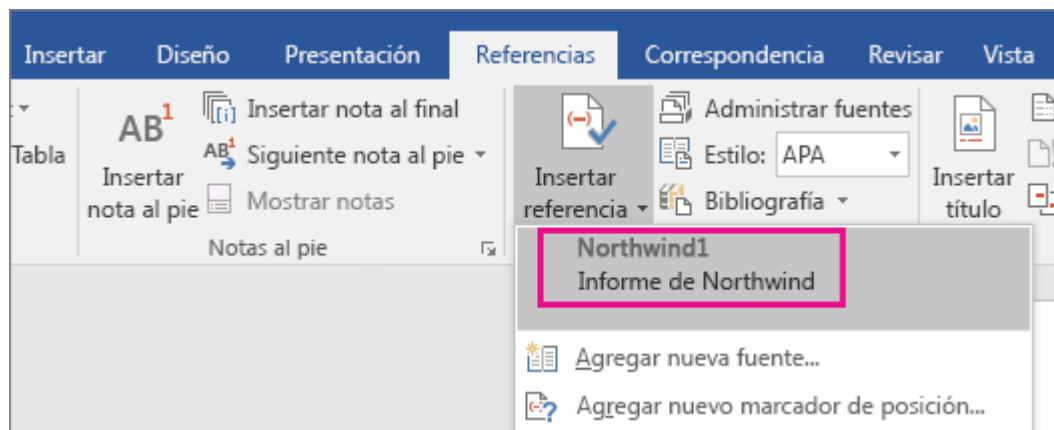 Insertar Diseño Presentación Referencias Correspondencia Revisar Vista
Tabla
AB1
Insertar
nota al pie
[i] Insertar nota al final
AB1 Siguiente nota al pie
Mostrar notas
Notas al pie
(-)
Insertar
referencia
Administrar fuentes
Estilo: APA
Bibliografía
Insertar
título
Northwind1
Informe de Northwind
Agregar nueva fuente...
(-)? Agregar nuevo marcador de posición...